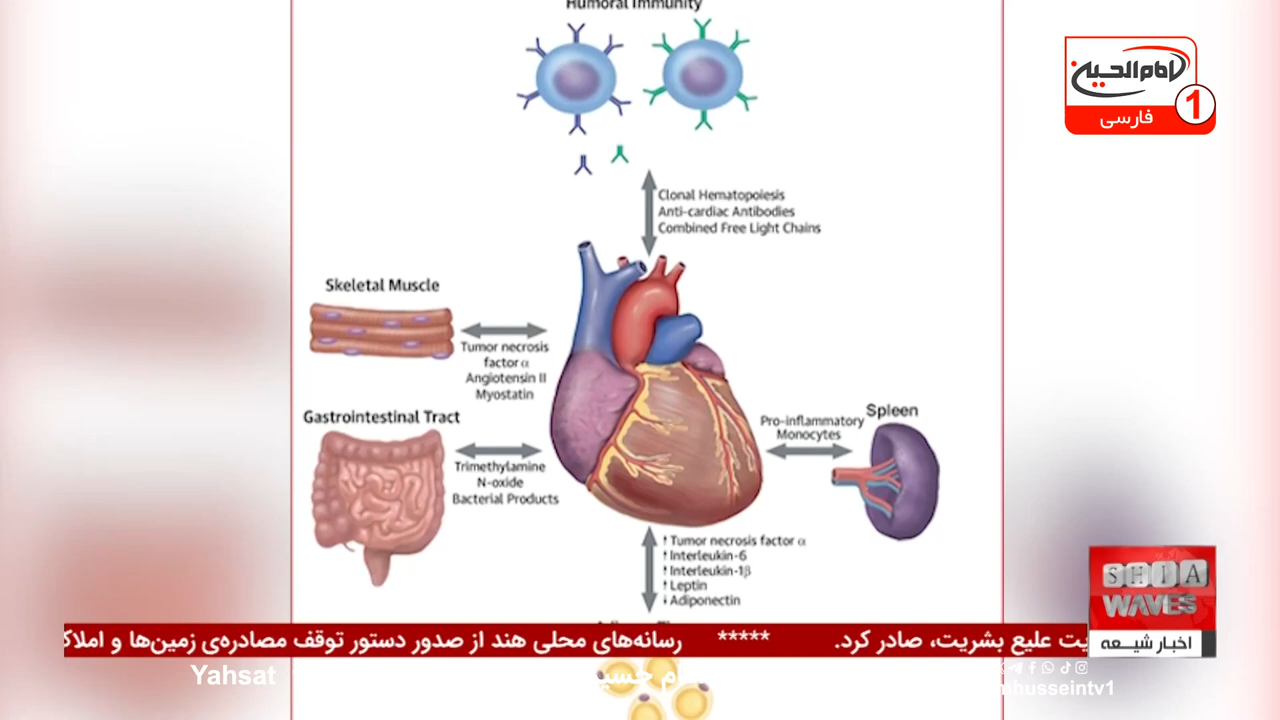 Humoral Immunity
امام الحسین
1
فارسی
Clonal Hematopoiesis
Anti-cardiac Antibodies
Combined Free Light Chains
Skeletal Muscle
Tumor necrosis
factor α
Angiotensin II
Myostatin
Gastrointestinal Tract
Trimethylamine
N-oxide
Bacterial Products
Pro-inflammatory
Monocytes
Spleen
↑ Tumor necrosis factor α
↑ Interleukin-6
↑ Interleukin-1β
↑ Leptin
↓ Adiponectin
SHIA
WAVES
اخبار شیعه
یت علیع بشریت، صادر کرد. ***** رسانه‌های محلی هند از صدور دستور توقف مصادره‌ی زمین‌ها و املاک
Yahsat
husseintv1